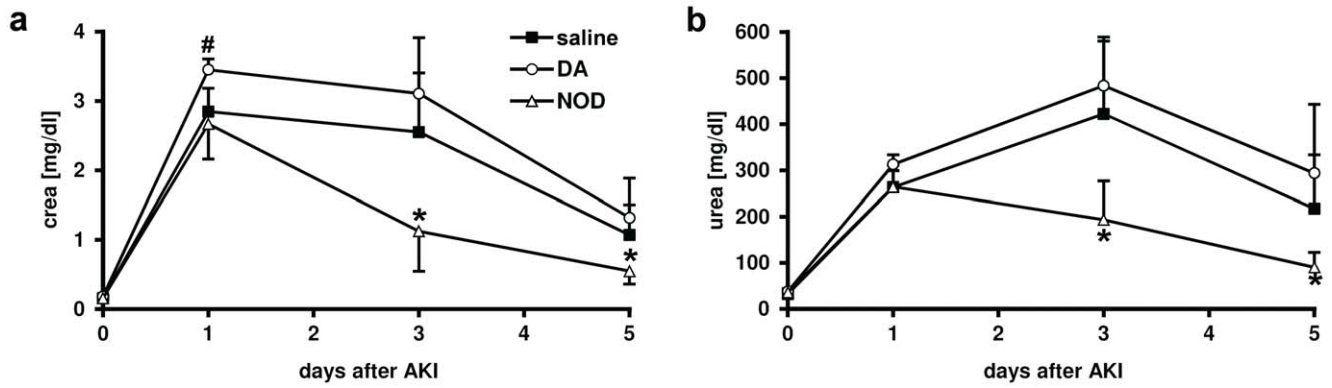 a
crea [mg/dl]
4
3
2
1
0
#
*
*
saline
DA
NOD
0 1 2 3 4 5
days after AKI
b
urea [mg/dl]
600
500
400
300
200
100
0
*
*
0 1 2 3 4 5
days after AKI